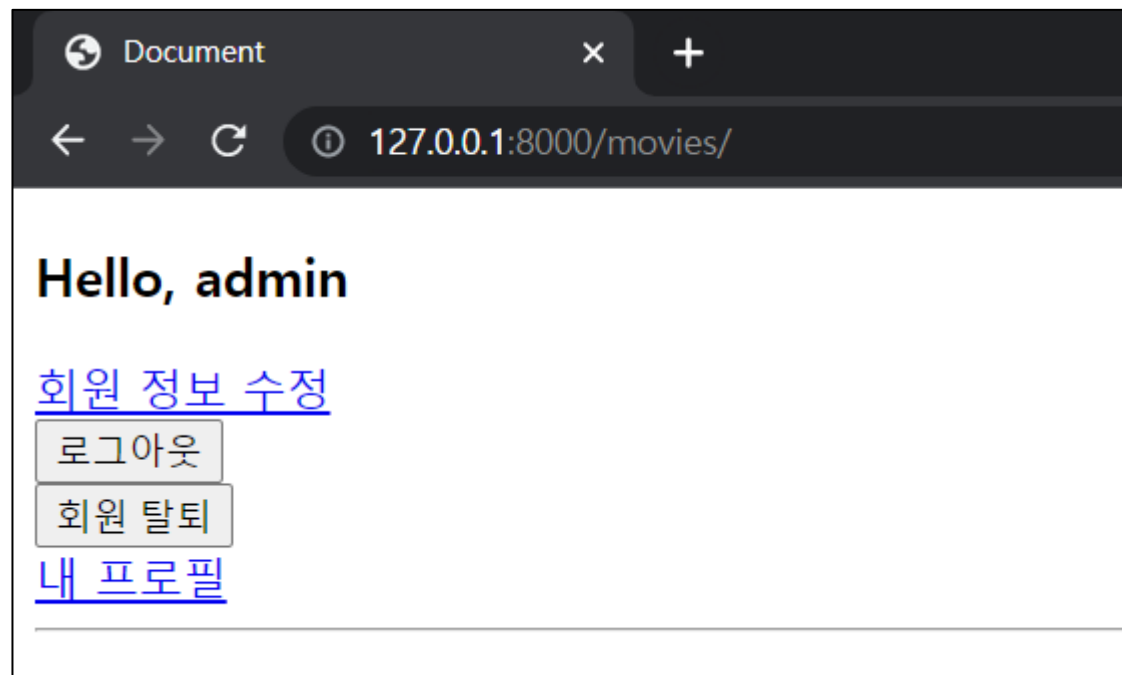 Document
127.0.0.1:8000/movies/
Hello, admin
회원 정보 수정
로그아웃
회원 탈퇴
내 프로필